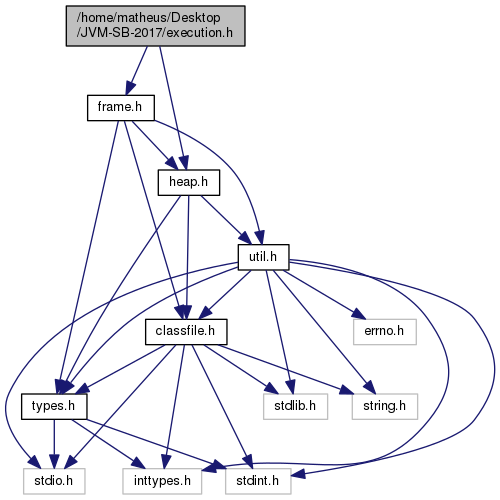 /home/matheus/Desktop
/JVM-SB-2017/execution.h
frame.h
heap.h
util.h
classfile.h
errno.h
types.h
stdlib.h
string.h
stdio.h
inttypes.h
stdint.h